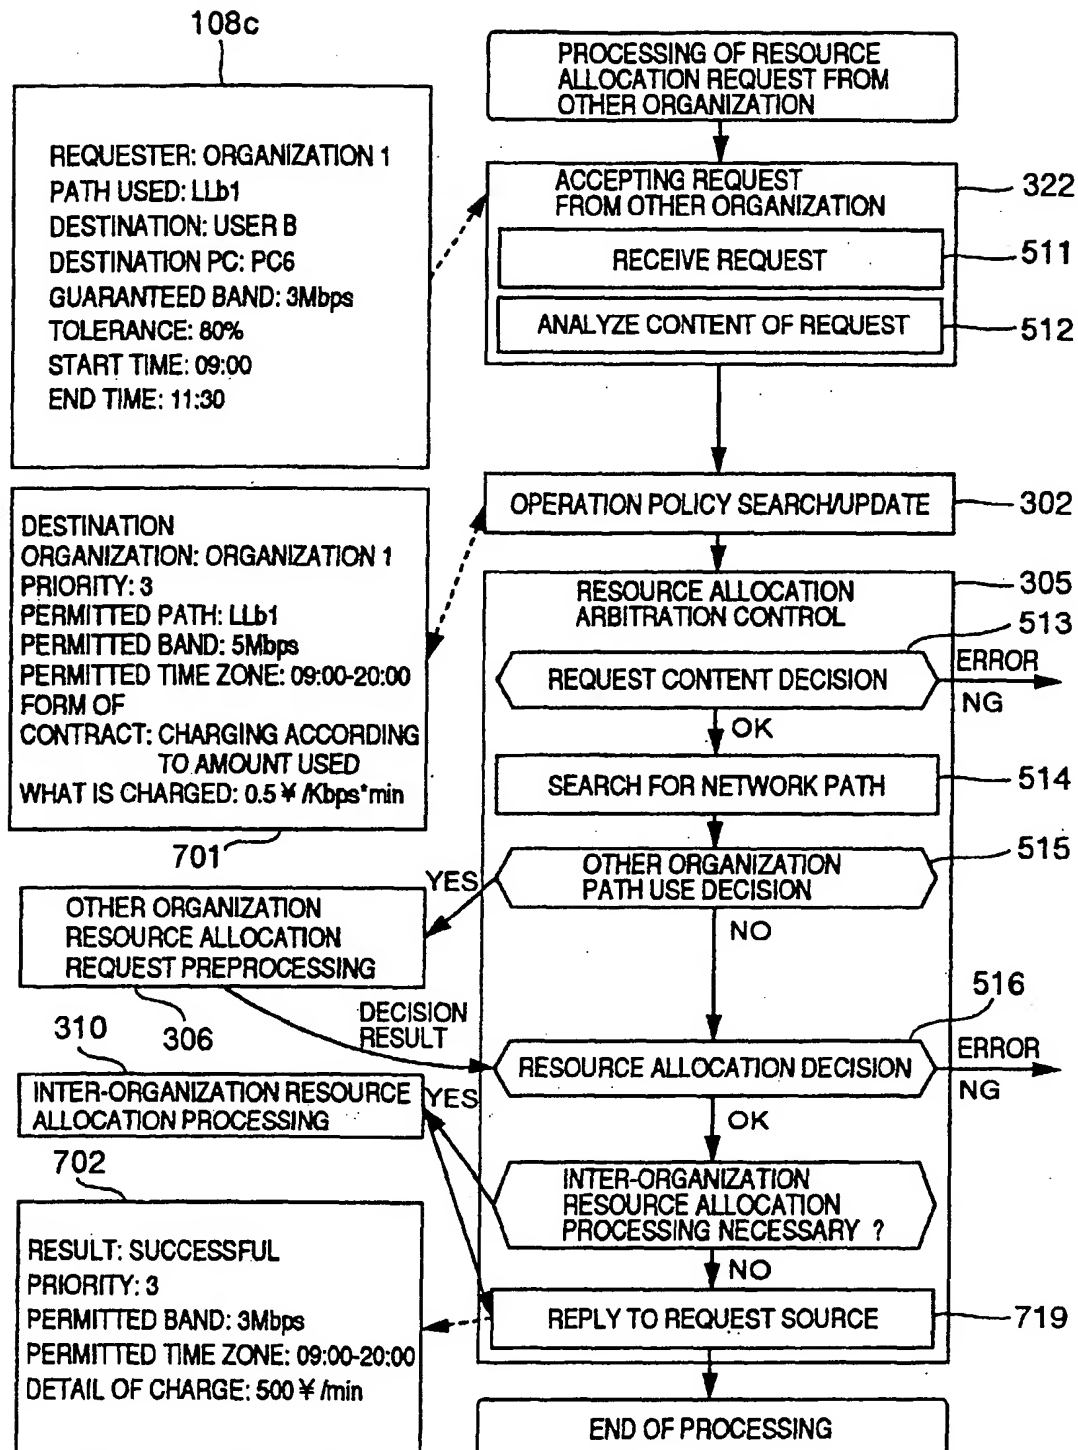 108c
PROCESSING OF RESOURCE
ALLOCATION REQUEST FROM
OTHER ORGANIZATION
REQUESTER: ORGANIZATION 1
PATH USED: LLb1
DESTINATION: USER B
DESTINATION PC: PC6
GUARANTEED BAND: 3Mbps
TOLERANCE: 80%
START TIME: 09:00
END TIME: 11:30
ACCEPTING REQUEST
FROM OTHER ORGANIZATION
322
RECEIVE REQUEST
511
ANALYZE CONTENT OF REQUEST
512
OPERATION POLICY SEARCH/UPDATE
302
DESTINATION
ORGANIZATION: ORGANIZATION 1
PRIORITY: 3
PERMITTED PATH: LLb1
PERMITTED BAND: 5Mbps
PERMITTED TIME ZONE: 09:00-20:00
FORM OF
CONTRACT: CHARGING ACCORDING
TO AMOUNT USED
WHAT IS CHARGED: 0.5¥/Kbps*min
701
RESOURCE ALLOCATION
ARBITRATION CONTROL
305
513
REQUEST CONTENT DECISION
ERROR
NG
OK
SEARCH FOR NETWORK PATH
514
OTHER ORGANIZATION
PATH USE DECISION
515
YES
NO
OTHER ORGANIZATION
RESOURCE ALLOCATION
REQUEST PREPROCESSING
306
DECISION
RESULT
516
RESOURCE ALLOCATION DECISION
ERROR
NG
OK
310
INTER-ORGANIZATION RESOURCE
ALLOCATION PROCESSING
YES
INTER-ORGANIZATION
RESOURCE ALLOCATION
PROCESSING NECESSARY ?
NO
702
RESULT: SUCCESSFUL
PRIORITY: 3
PERMITTED BAND: 3Mbps
PERMITTED TIME ZONE: 09:00-20:00
DETAIL OF CHARGE: 500¥/min
REPLY TO REQUEST SOURCE
719
END OF PROCESSING